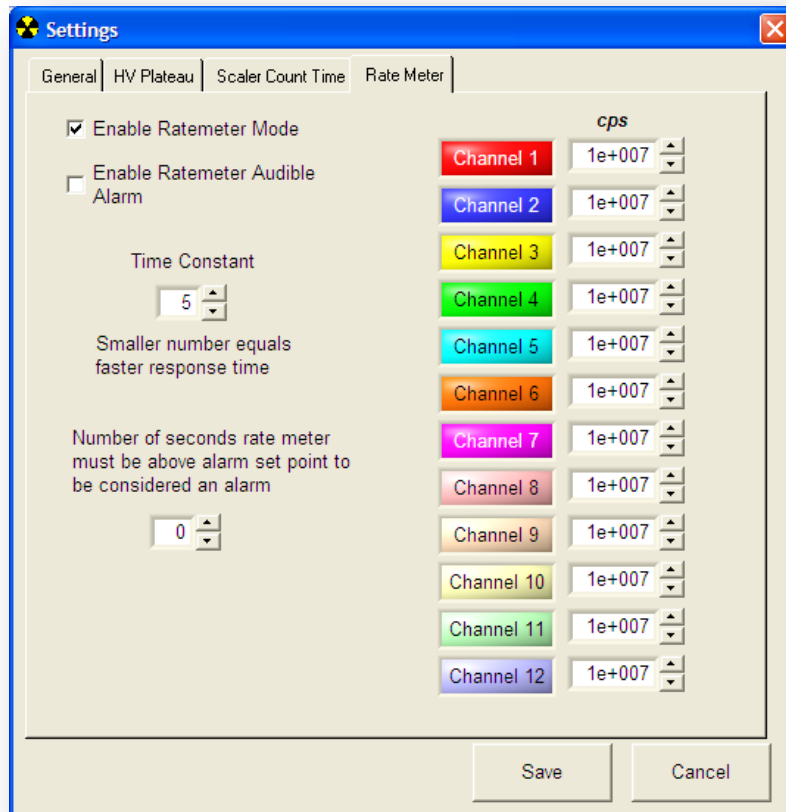 Settings
General HV Plateau Scaler Count Time Rate Meter
Enable Ratemeter Mode
Enable Ratemeter Audible
Alarm
Time Constant
5
Smaller number equals
faster response time
Number of seconds rate meter
must be above alarm set point to
be considered an alarm
0
cps
Channel 1 1e+007
Channel 2 1e+007
Channel 3 1e+007
Channel 4 1e+007
Channel 5 1e+007
Channel 6 1e+007
Channel 7 1e+007
Channel 8 1e+007
Channel 9 1e+007
Channel 10 1e+007
Channel 11 1e+007
Channel 12 1e+007
Save Cancel